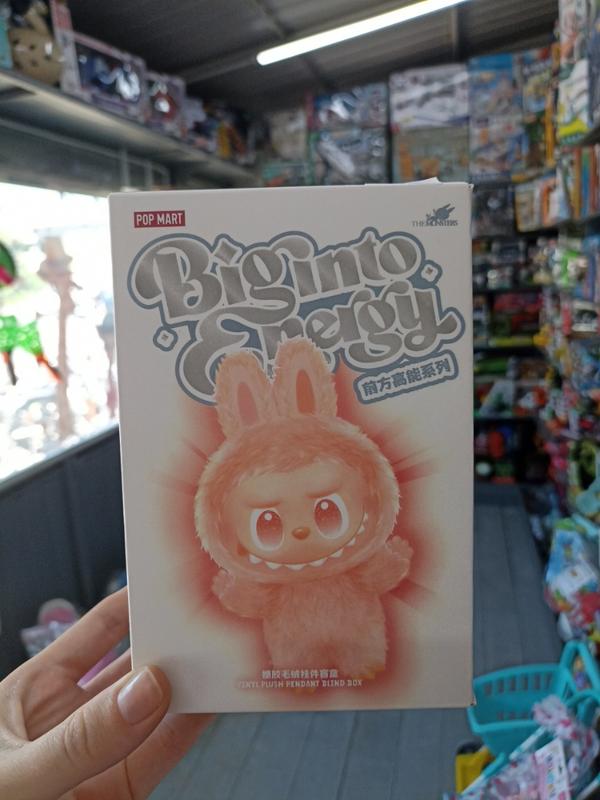 POP MART
THE MONSTERS
Big into
Energy
前方高能系列
塑胶毛绒挂件盲盒
VINYL PLUSH PENDANT BLIND BOX